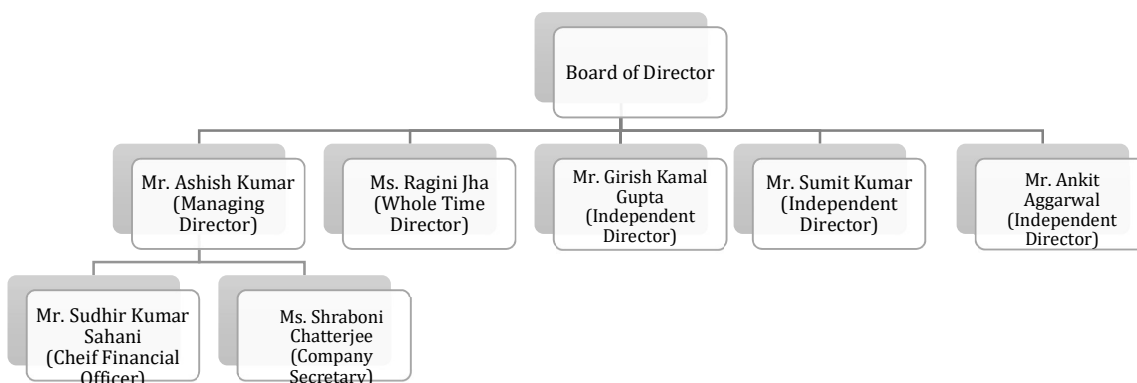 Board of Director
Mr. Ashish Kumar
(Managing
Director)
Ms. Ragini Jha
(Whole Time
Director)
Mr. Girish Kamal
Gupta
(Independent
Director)
Mr. Sumit Kumar
(Independent
Director)
Mr. Ankit
Aggarwal
(Independent
Director)
Mr. Sudhir Kumar
Sahani
(Cheif Financial
Officer)
Ms. Shraboni
Chatterjee
(Company
Secretary)